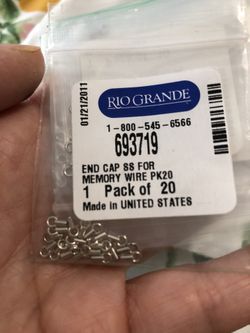 01/21/2011
RIO GRANDE
1-800-545-6566
693719
END CAP SS FOR
MEMORY WIRE PK20
1 Pack of 20
Made in UNITED STATES